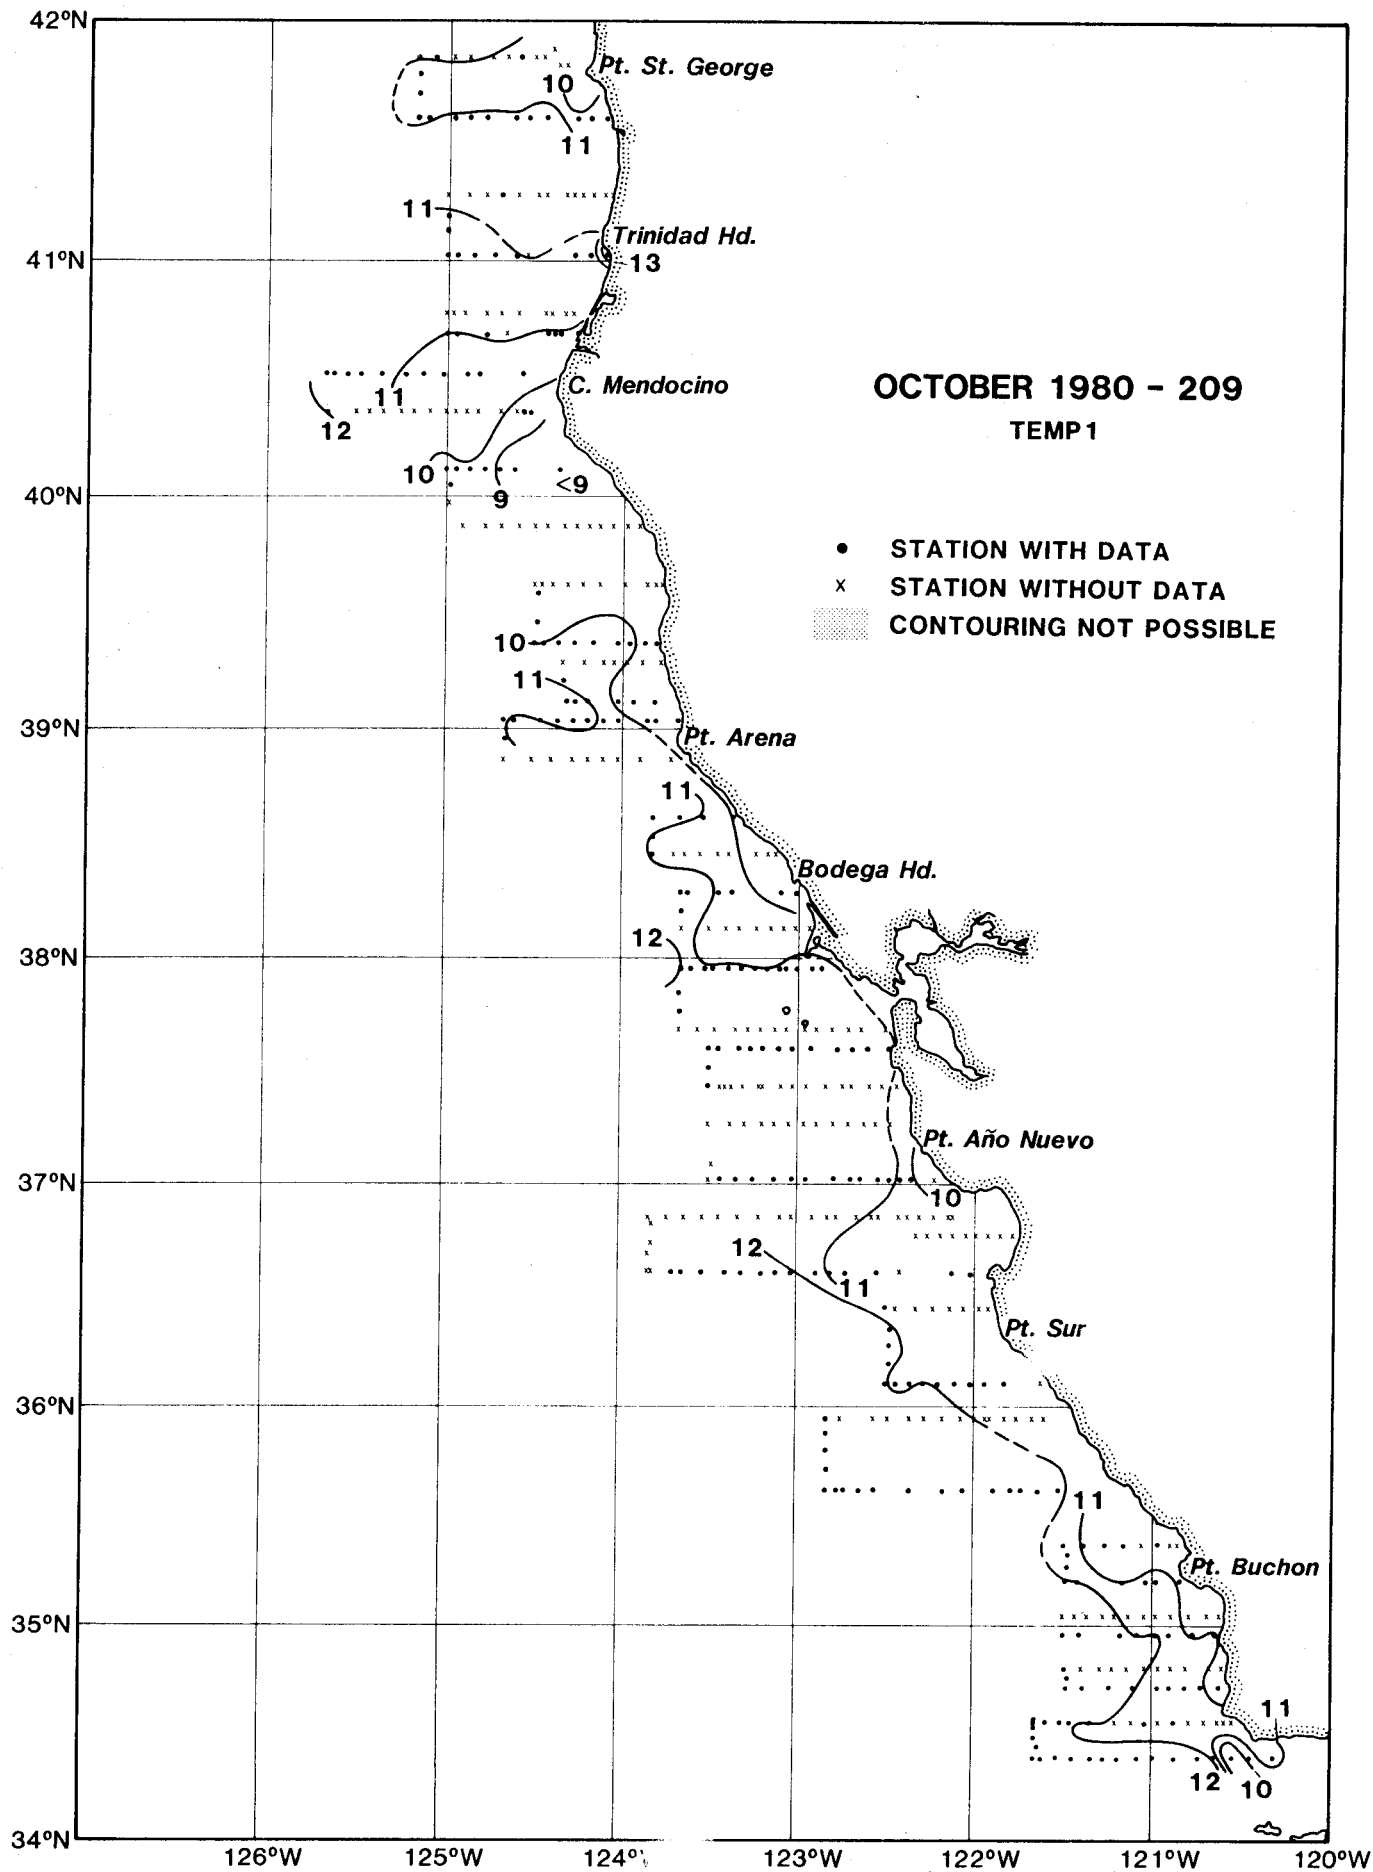 42°N
Pt. St. George
10
11
11
Trinidad Hd.
41°N
13
C. Mendocino
OCTOBER 1980 - 209
11
TEMP1
12
10
<9
40°N
9
• STATION WITH DATA
x STATION WITHOUT DATA
CONTOURING NOT POSSIBLE
10
11
39°N
Pt. Arena
11
Bodega Hd.
12
38°N
Pt. Año Nuevo
37°N
10
12
11
Pt. Sur
36°N
11
Pt. Buchon
35°N
11
12
10
34°N
126°W 125°W 124° 123°W 122°W 121°W 120°W